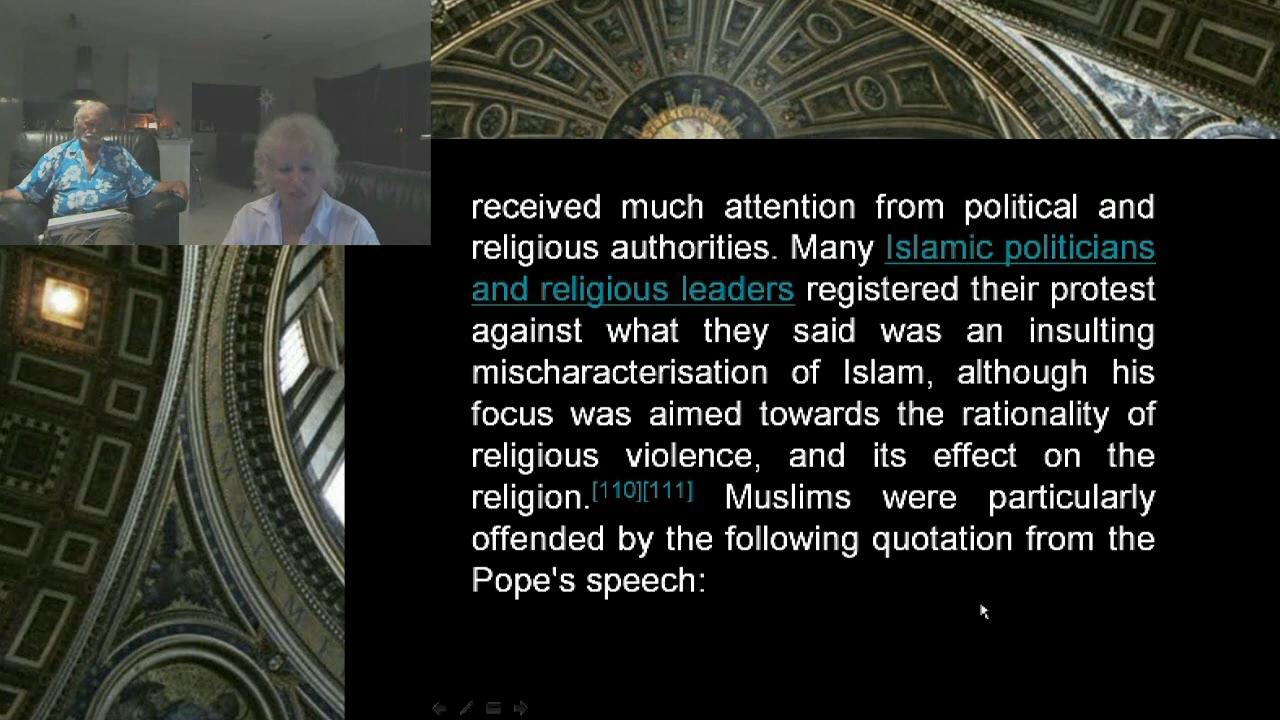 received much attention from political and
religious authorities. Many Islamic politicians
and religious leaders registered their protest
against what they said was an insulting
mischaracterisation of Islam, although his
focus was aimed towards the rationality of
religious violence, and its effect on the
religion.[110][111] Muslims were particularly
offended by the following quotation from the
Pope's speech: